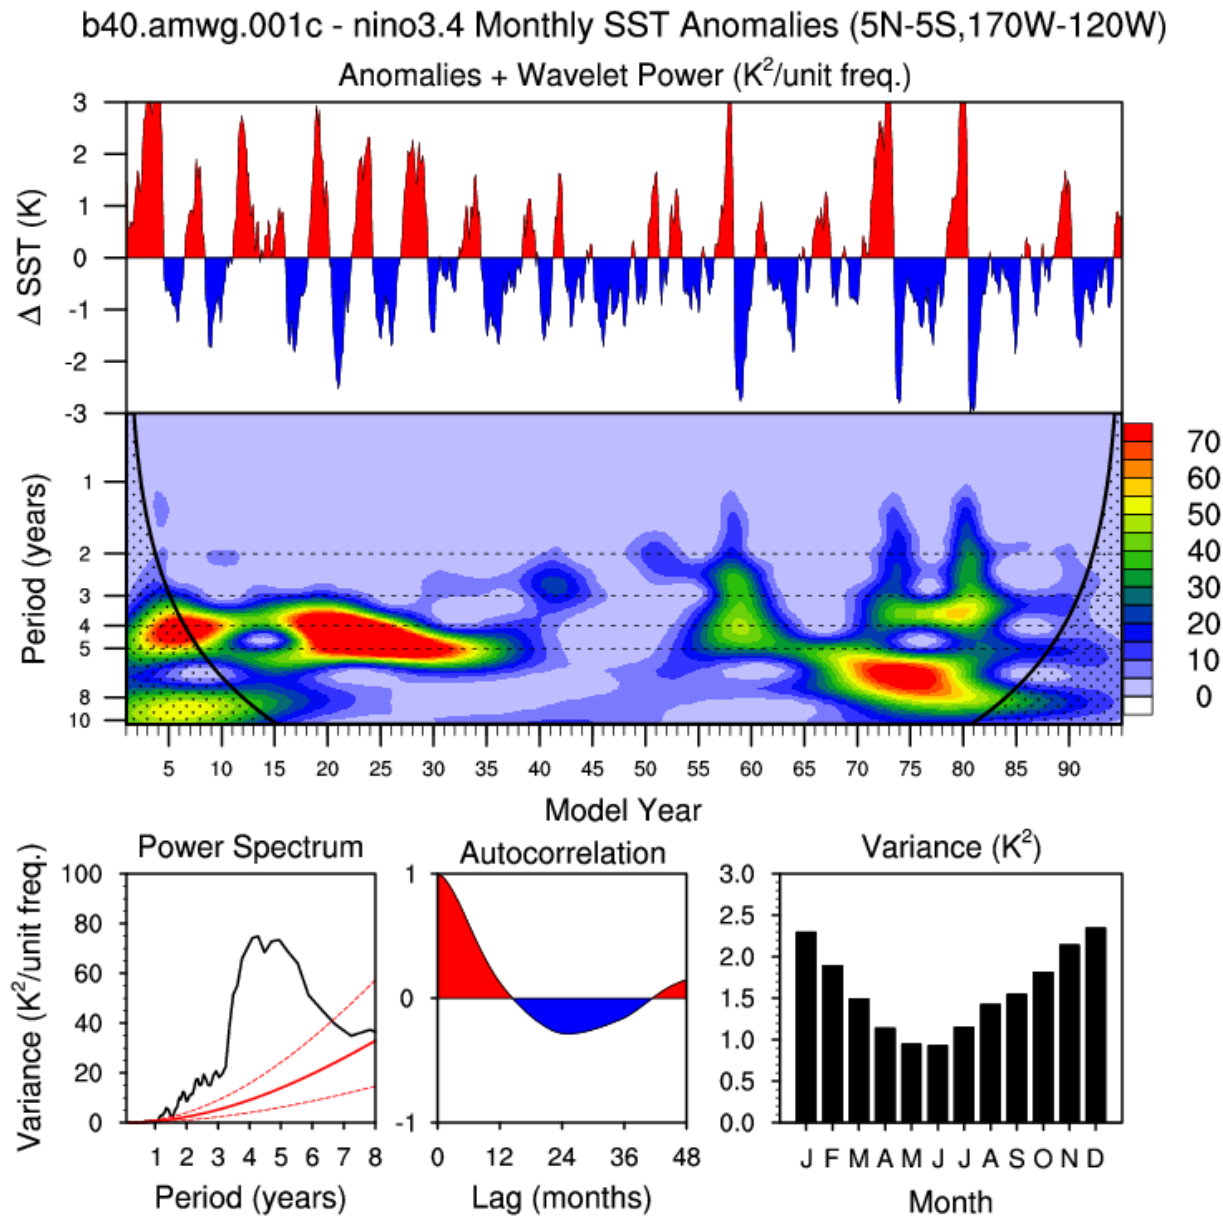 b40.amwg.001c - nino3.4 Monthly SST Anomalies (5N-5S,170W-120W)
Anomalies + Wavelet Power (K²/unit freq.)
Δ SST (K)
3
2
1
0
-1
-2
-3
Period (years)
1
2
3
4
5
8
10
70
60
50
40
30
20
10
0
5 10 15 20 25 30 35 40 45 50 55 60 65 70 75 80 85 90
Model Year
Power Spectrum
Variance (K²/unit freq.)
100
80
60
40
20
0
1 2 3 4 5 6 7 8
Period (years)
Autocorrelation
1
0
-1
0 12 24 36 48
Lag (months)
Variance (K²)
3.0
2.5
2.0
1.5
1.0
0.5
0.0
J F M A M J J A S O N D
Month